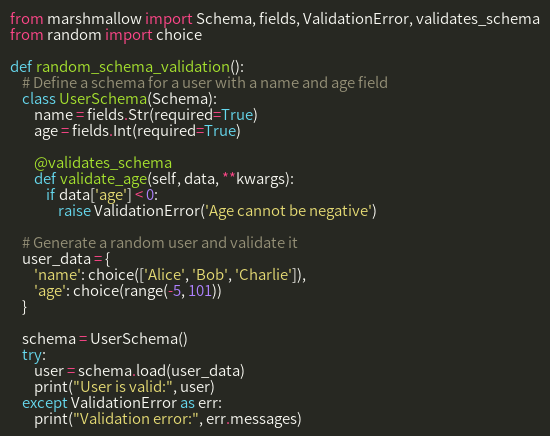 from marshmallow import Schema, fields, ValidationError, validates_schema
from random import choice

def random_schema_validation():
    # Define a schema for a user with a name and age field
    class UserSchema(Schema):
        name = fields.Str(required=True)
        age = fields.Int(required=True)

        @validates_schema
        def validate_age(self, data, **kwargs):
            if data['age'] < 0:
                raise ValidationError('Age cannot be negative')

    # Generate a random user and validate it
    user_data = {
        'name': choice(['Alice', 'Bob', 'Charlie']),
        'age': choice(range(-5, 101))
    }

    schema = UserSchema()
    try:
        user = schema.load(user_data)
        print("User is valid:", user)
    except ValidationError as err:
        print("Validation error:", err.messages)